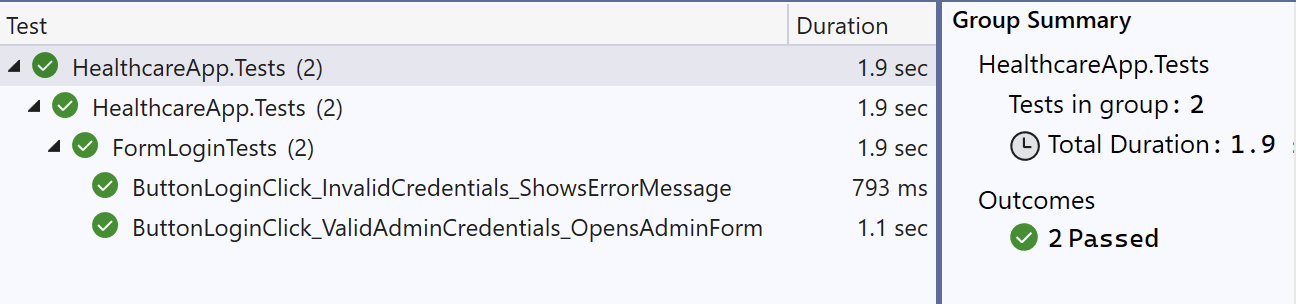 Test Duration
HealthcareApp.Tests (2) 1.9 sec
HealthcareApp.Tests (2) 1.9 sec
FormLoginTests (2) 1.9 sec
ButtonLoginClick_InvalidCredentials_ShowsErrorMessage 793 ms
ButtonLoginClick_ValidAdminCredentials_OpensAdminForm 1.1 sec
Group Summary
HealthcareApp.Tests
Tests in group: 2
Total Duration: 1.9
Outcomes
2 Passed